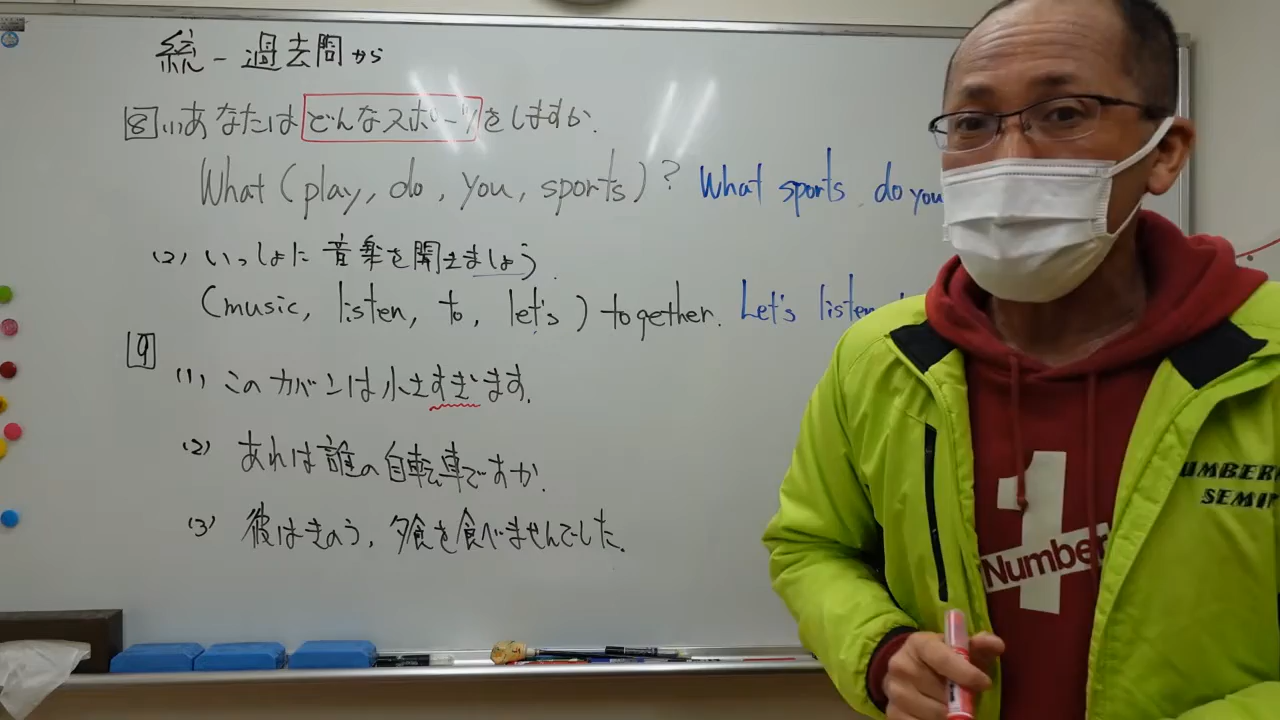 統一過去問から
8 (1) あなたはどんなスポーツをしますか.
What (play, do, you, sports)? What sports do you
(2) いっしょに音楽を聞きましょう.
(music, listen, to, let's) together. Let's listen
9
(1) このカバンは小さすぎます.
(2) あれは誰の自転車ですか.
(3) 彼はきのう, 夕食を食べませんでした.
1
Number
UMBER
SEMI